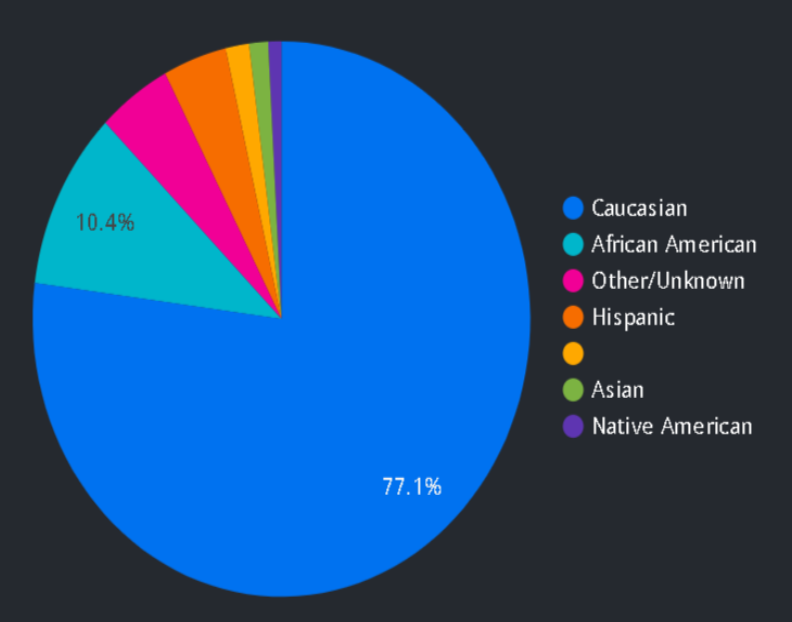 10.4%
77.1%
Caucasian
African American
Other/Unknown
Hispanic
Asian
Native American